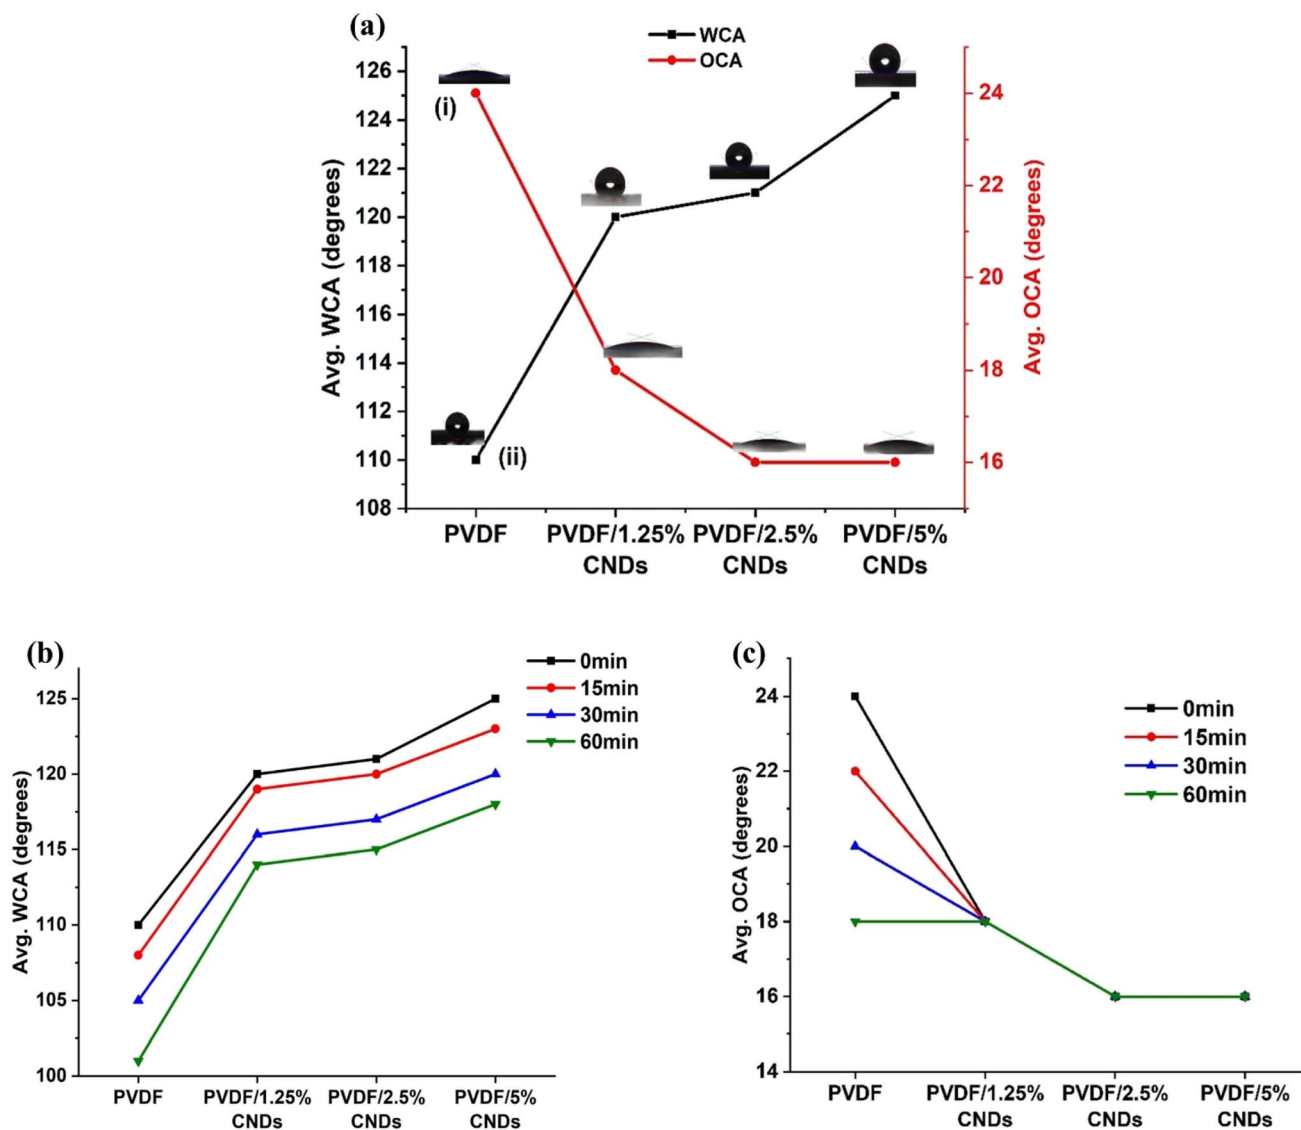 (a)
WCA
OCA
126
124
122
120
118
116
114
112
110
108
Avg. WCA (degrees)
(i)
(ii)
24
22
20
18
16
Avg. OCA (degrees)
PVDF
PVDF/1.25%
CNDs
PVDF/2.5%
CNDs
PVDF/5%
CNDs
(b)
0min
15min
30min
60min
125
120
115
110
105
100
Avg. WCA (degrees)
PVDF
PVDF/1.25%
CNDs
PVDF/2.5%
CNDs
PVDF/5%
CNDs
(c)
0min
15min
30min
60min
24
22
20
18
16
14
Avg. OCA (degrees)
PVDF
PVDF/1.25%
CNDs
PVDF/2.5%
CNDs
PVDF/5%
CNDs